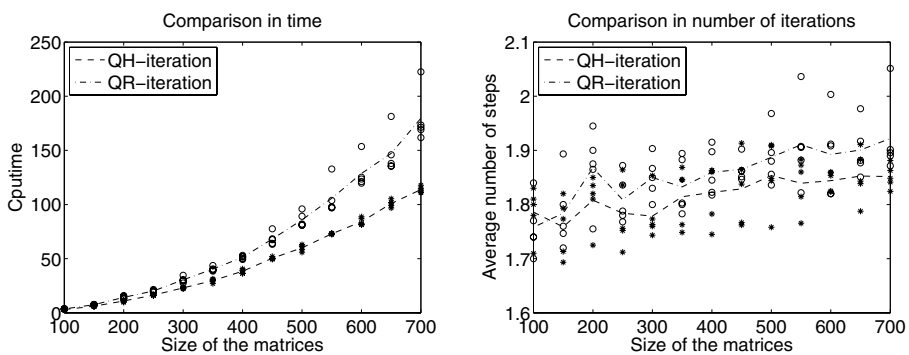 Comparison in time
250
200
150
100
50
0
Cputime
QH−iteration
QR−iteration
100 200 300 400 500 600 700
Size of the matrices
Comparison in number of iterations
2.1
2
1.9
1.8
1.7
1.6
Average number of steps
QH−iteration
QR−iteration
100 200 300 400 500 600 700
Size of the matrices